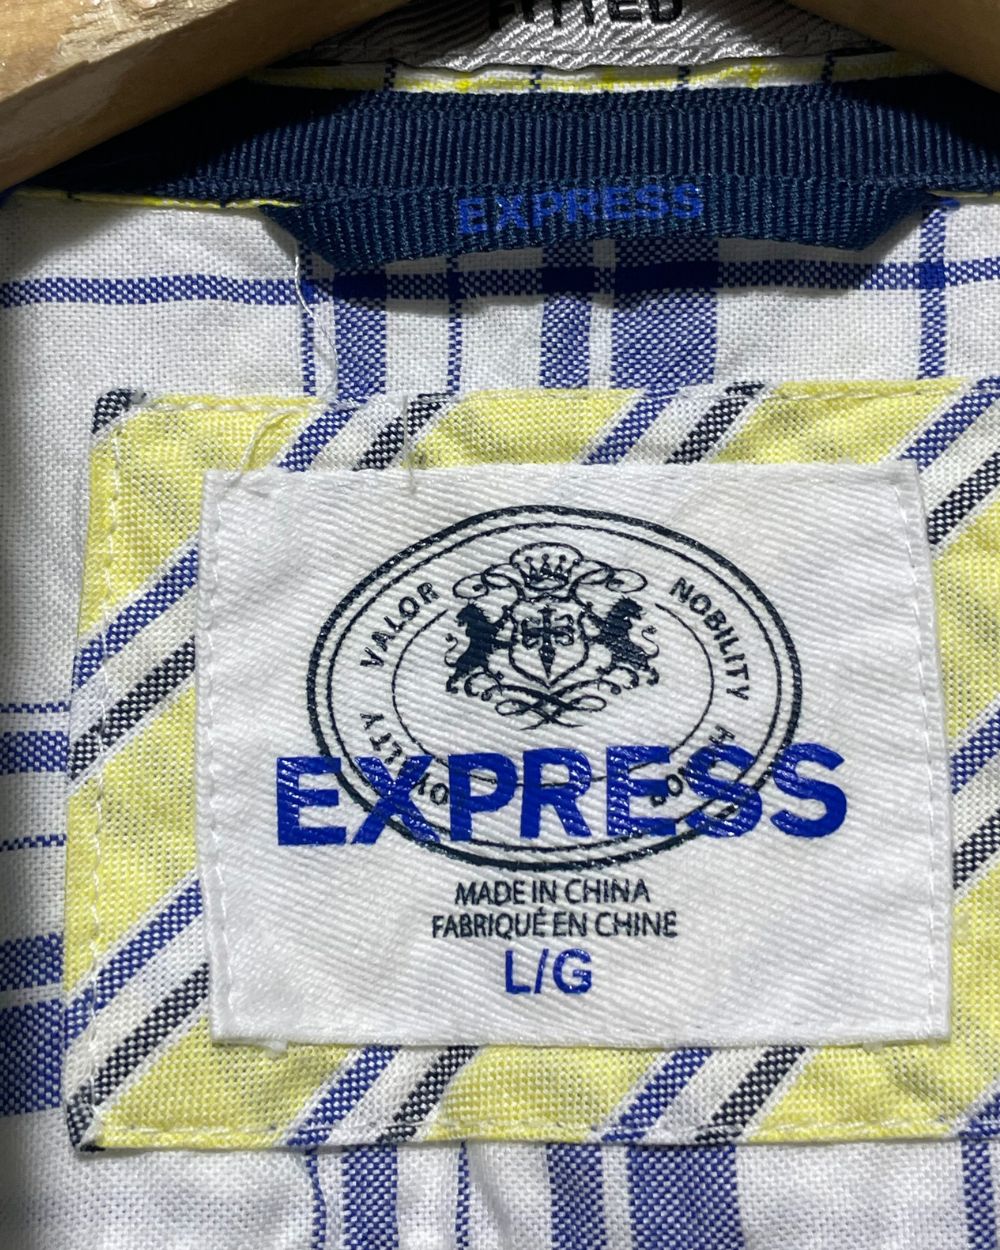 FITTED
EXPRESS
VALOR
NOBILITY
EXPRESS
MADE IN CHINA
FABRIQUÉ EN CHINE
L/G